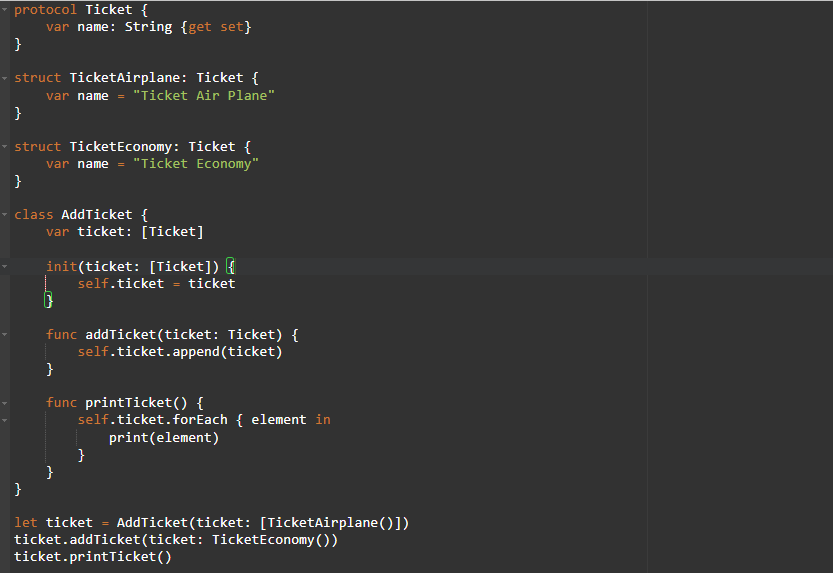 protocol Ticket {
    var name: String {get set}
}
struct TicketAirplane: Ticket {
    var name = "Ticket Air Plane"
}
struct TicketEconomy: Ticket {
    var name = "Ticket Economy"
}
class AddTicket {
    var ticket: [Ticket]
    init(ticket: [Ticket]) {
        self.ticket = ticket
    }
    func addTicket(ticket: Ticket) {
        self.ticket.append(ticket)
    }
    func printTicket() {
        self.ticket.forEach { element in
            print(element)
        }
    }
}
let ticket = AddTicket(ticket: [TicketAirplane()])
ticket.addTicket(ticket: TicketEconomy())
ticket.printTicket()